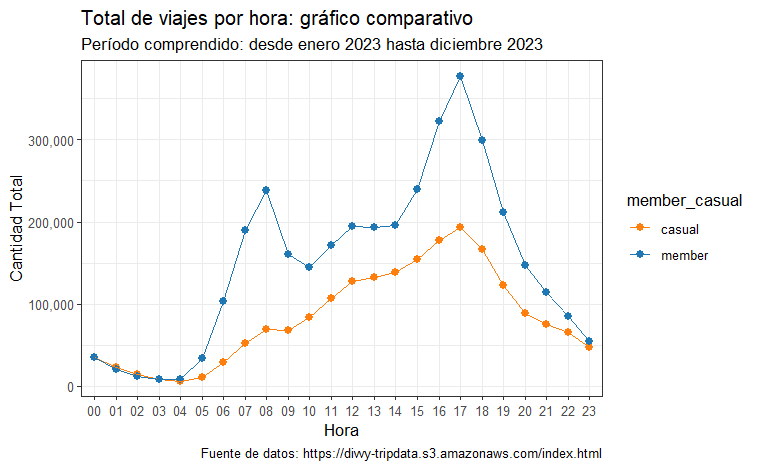 Total de viajes por hora: gráfico comparativo
Período comprendido: desde enero 2023 hasta diciembre 2023
Cantidad Total
300,000
200,000
100,000
0
00 01 02 03 04 05 06 07 08 09 10 11 12 13 14 15 16 17 18 19 20 21 22 23
Hora
member_casual
casual
member
Fuente de datos: https://divvy-tripdata.s3.amazonaws.com/index.html